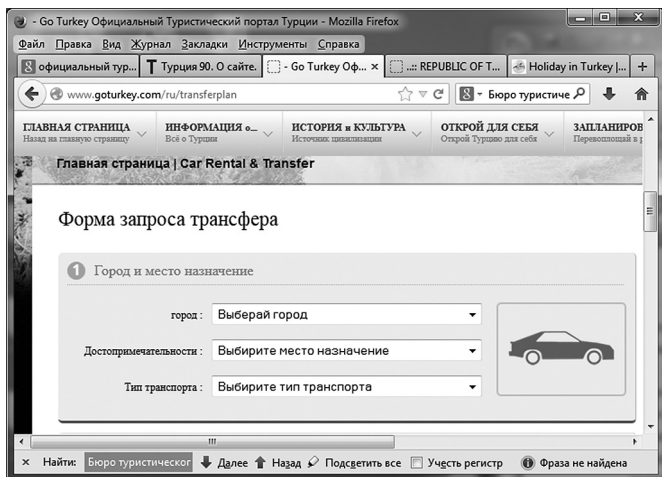 - Go Turkey Официальный Туристический портал Турции - Mozilla Firefox
Файл Правка Вид Журнал Закладки Инструменты Справка
официальный тур... Турция 90. О сайте. - Go Turkey Оф... × ..:: REPUBLIC OF T... Holiday in Turkey |... +
www.goturkey.com/ru/transferplan Бюро туристиче
ГЛАВНАЯ СТРАНИЦА ИНФОРМАЦИЯ о... ИСТОРИЯ и КУЛЬТУРА ОТКРОЙ ДЛЯ СЕБЯ ЗАПЛАНИРОВ
Назад на главную страницу Всё о Турции Источник цивилизации Открой Турцию для себя Перевоплощай в р
Главная страница | Car Rental & Transfer
Форма запроса трансфера
1 Город и место назначение
город : Выберай город
Достопримечательности : Выбирите место назначение
Тип транспорта : Выбирите тип транспорта
× Найти: Бюро туристическог Далее Назад Подсветить все Учесть регистр Фраза не найдена